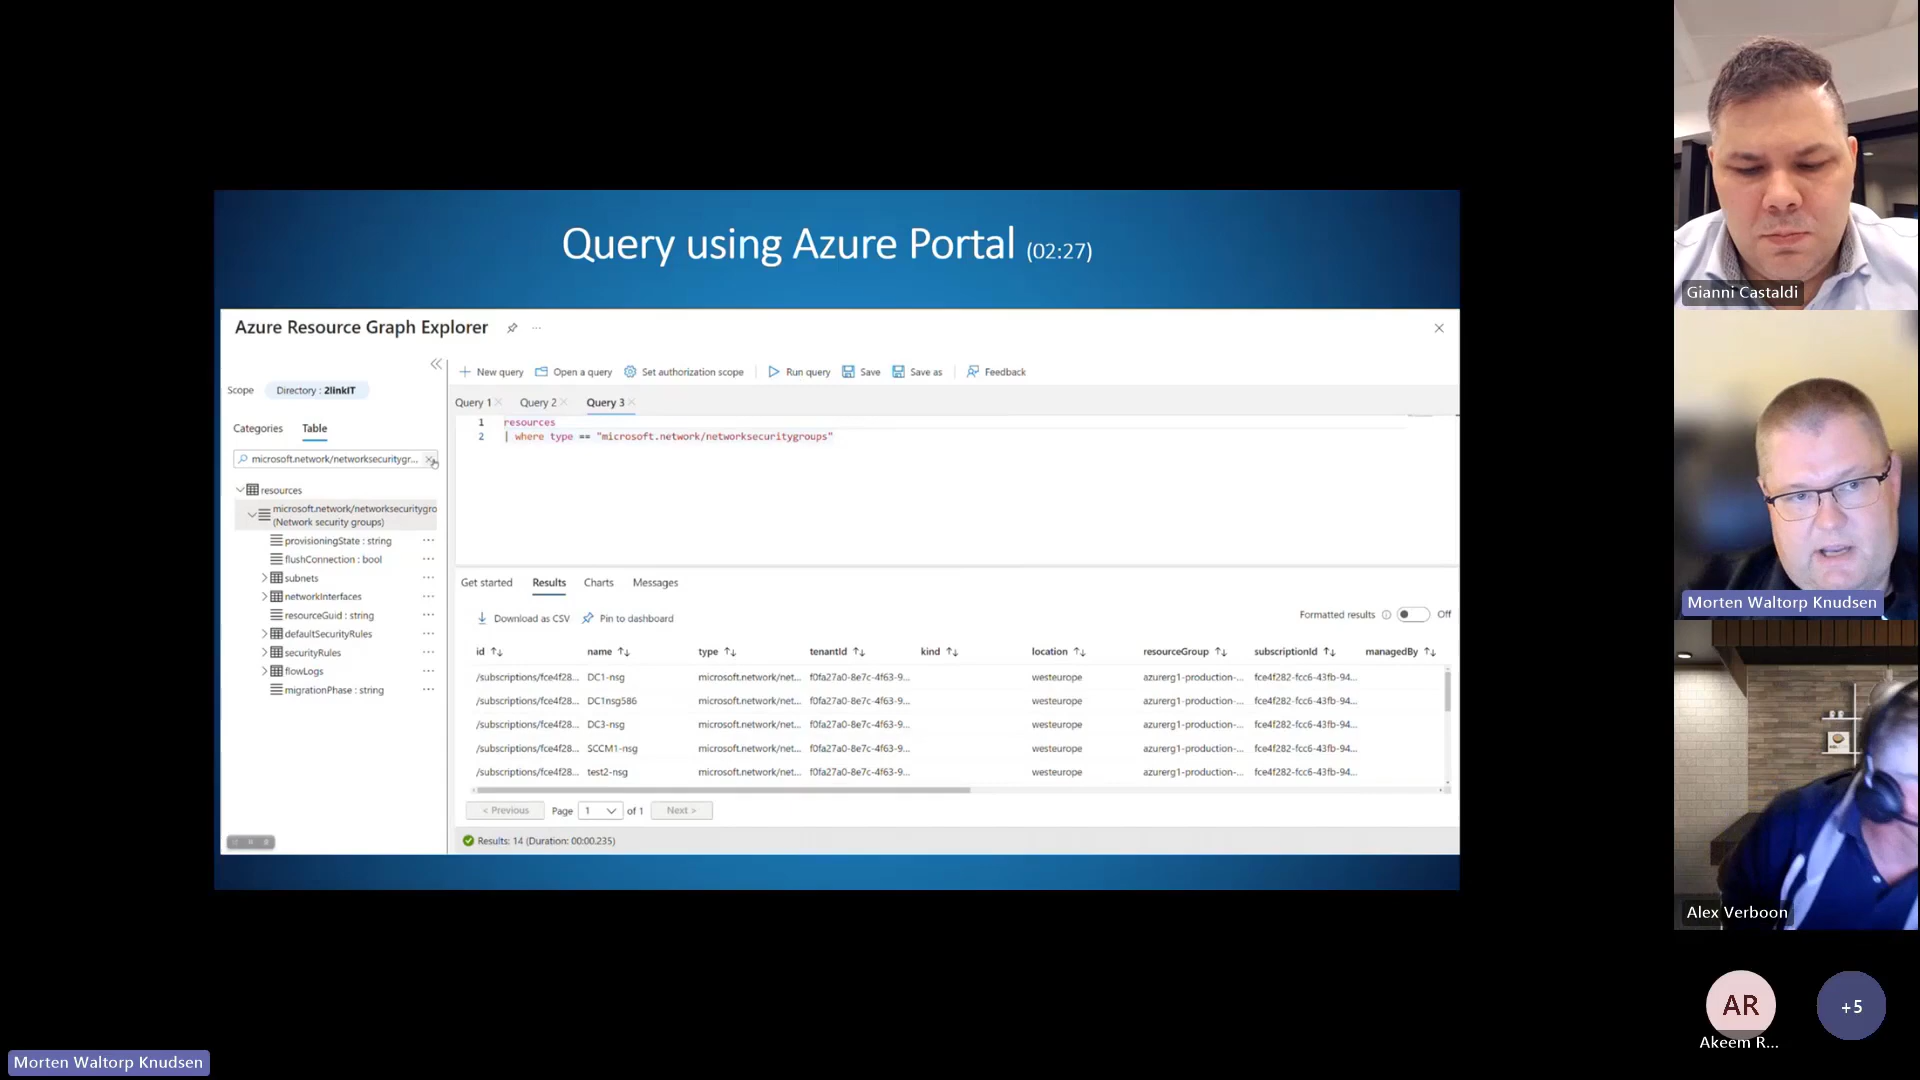 Query using Azure Portal (02:27)
Azure Resource Graph Explorer
Scope
Directory : 2linkIT
New query
Open a query
Set authorization scope
Run query
Save
Save as
Feedback
Categories
Table
microsoft.network/networksecuritygr...
resources
microsoft.network/networksecuritygro
(Network security groups)
provisioningState : string
flushConnection : bool
subnets
networkInterfaces
resourceGuid : string
defaultSecurityRules
securityRules
flowLogs
migrationPhase : string
Query 1
Query 2
Query 3
1 resources
2 | where type == "microsoft.network/networksecuritygroups"
Get started
Results
Charts
Messages
Download as CSV
Pin to dashboard
Formatted results
Off
id name type tenantId kind location resourceGroup subscriptionId managedBy
/subscriptions/fce4f28... DC1-nsg microsoft.network/net... f0fa27a0-8e7c-4f63-9... westeurope azurerg1-production-... fce4f282-fcc6-43fb-94...
/subscriptions/fce4f28... DC1nsg586 microsoft.network/net... f0fa27a0-8e7c-4f63-9... westeurope azurerg1-production-... fce4f282-fcc6-43fb-94...
/subscriptions/fce4f28... DC3-nsg microsoft.network/net... f0fa27a0-8e7c-4f63-9... westeurope azurerg1-production-... fce4f282-fcc6-43fb-94...
/subscriptions/fce4f28... SCCM1-nsg microsoft.network/net... f0fa27a0-8e7c-4f63-9... westeurope azurerg1-production-... fce4f282-fcc6-43fb-94...
/subscriptions/fce4f28... test2-nsg microsoft.network/net... f0fa27a0-8e7c-4f63-9... westeurope azurerg1-production-... fce4f282-fcc6-43fb-94...
< Previous
Page 1 of 1
Next >
Results: 14 (Duration: 00:00.235)
Gianni Castaldi
Morten Waltorp Knudsen
Alex Verboon
AR
Akeem R...
+5
Morten Waltorp Knudsen